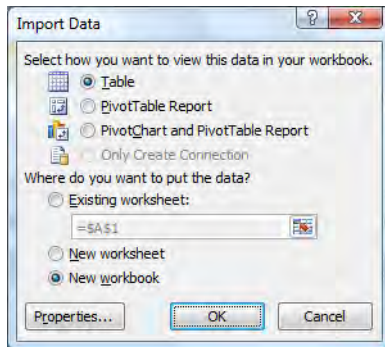 Import Data
Select how you want to view this data in your workbook.
Table
PivotTable Report
PivotChart and PivotTable Report
Only Create Connection
Where do you want to put the data?
Existing worksheet:
=$A$1
New worksheet
New workbook
Properties... OK Cancel